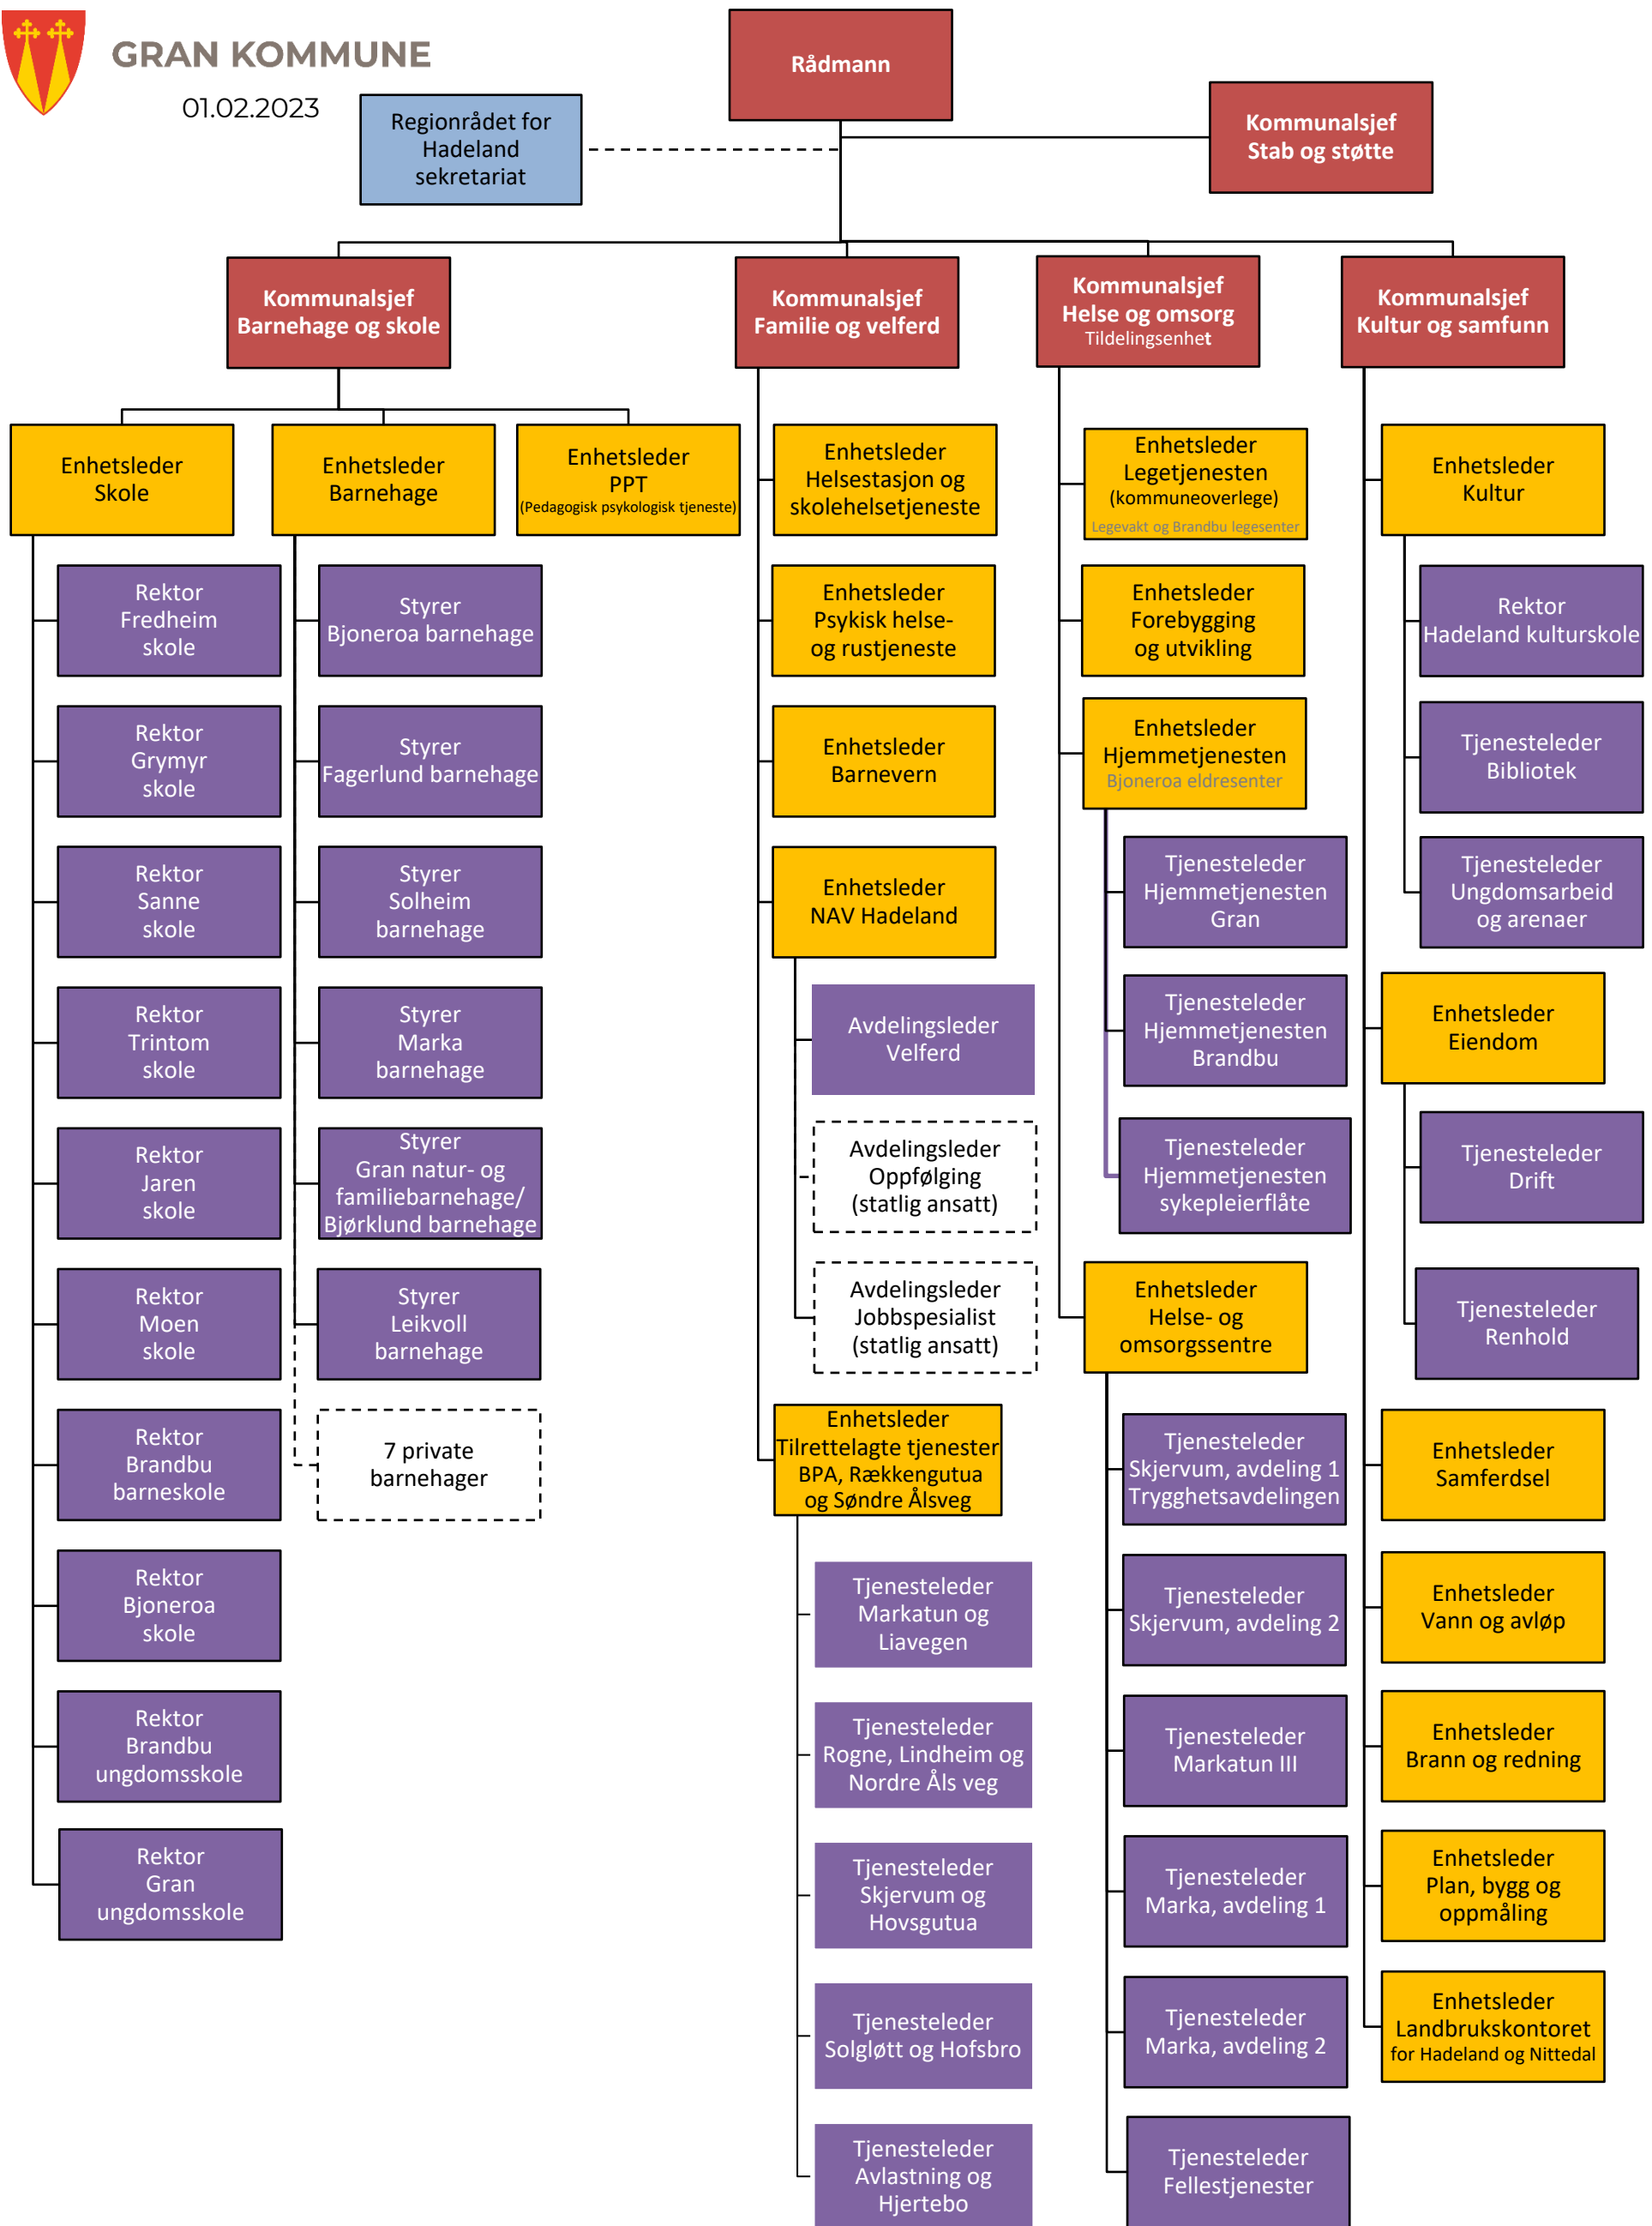 GRAN KOMMUNE
01.02.2023
Rådmann
Regionrådet for
Hadeland
sekretariat
Kommunalsjef
Stab og støtte
Kommunalsjef
Barnehage og skole
Kommunalsjef
Familie og velferd
Kommunalsjef
Helse og omsorg
Tildelingsenhet
Kommunalsjef
Kultur og samfunn
Enhetsleder
Skole
Rektor
Fredheim
skole
Rektor
Grymyr
skole
Rektor
Sanne
skole
Rektor
Trintom
skole
Rektor
Jaren
skole
Rektor
Moen
skole
Rektor
Brandbu
barneskole
Rektor
Bjoneroa
skole
Rektor
Brandbu
ungdomsskole
Rektor
Gran
ungdomsskole
Enhetsleder
Barnehage
Styrer
Bjoneroa barnehage
Styrer
Fagerlund barnehage
Styrer
Solheim
barnehage
Styrer
Marka
barnehage
Styrer
Gran natur- og
familiebarnehage/
Bjørklund barnehage
Styrer
Leikvoll
barnehage
7 private
barnehager
Enhetsleder
PPT
(Pedagogisk psykologisk tjeneste)
Enhetsleder
Helsestasjon og
skolehelsetjeneste
Enhetsleder
Psykisk helse-
og rustjeneste
Enhetsleder
Barnevern
Enhetsleder
NAV Hadeland
Avdelingsleder
Velferd
Avdelingsleder
Oppfølging
(statlig ansatt)
Avdelingsleder
Jobbspesialist
(statlig ansatt)
Enhetsleder
Tilrettelagte tjenester
BPA, Rækkengutua
og Søndre Ålsveg
Tjenesteleder
Markatun og
Liavegen
Tjenesteleder
Rogne, Lindheim og
Nordre Åls veg
Tjenesteleder
Skjervum og
Hovsgutua
Tjenesteleder
Solgløtt og Hofsbro
Tjenesteleder
Avlastning og
Hjertebo
Enhetsleder
Legetjenesten
(kommuneoverlege)
Legevakt og Brandbu legesenter
Enhetsleder
Forebygging
og utvikling
Enhetsleder
Hjemmetjenesten
Bjoneroa eldresenter
Tjenesteleder
Hjemmetjenesten
Gran
Tjenesteleder
Hjemmetjenesten
Brandbu
Tjenesteleder
Hjemmetjenesten
sykepleierflåte
Enhetsleder
Helse- og
omsorgssentre
Tjenesteleder
Skjervum, avdeling 1
Trygghetsavdelingen
Tjenesteleder
Skjervum, avdeling 2
Tjenesteleder
Markatun III
Tjenesteleder
Marka, avdeling 1
Tjenesteleder
Marka, avdeling 2
Tjenesteleder
Fellestjenester
Enhetsleder
Kultur
Rektor
Hadeland kulturskole
Tjenesteleder
Bibliotek
Tjenesteleder
Ungdomsarbeid
og arenaer
Enhetsleder
Eiendom
Tjenesteleder
Drift
Tjenesteleder
Renhold
Enhetsleder
Samferdsel
Enhetsleder
Vann og avløp
Enhetsleder
Brann og redning
Enhetsleder
Plan, bygg og
oppmåling
Enhetsleder
Landbrukskontoret
for Hadeland og Nittedal